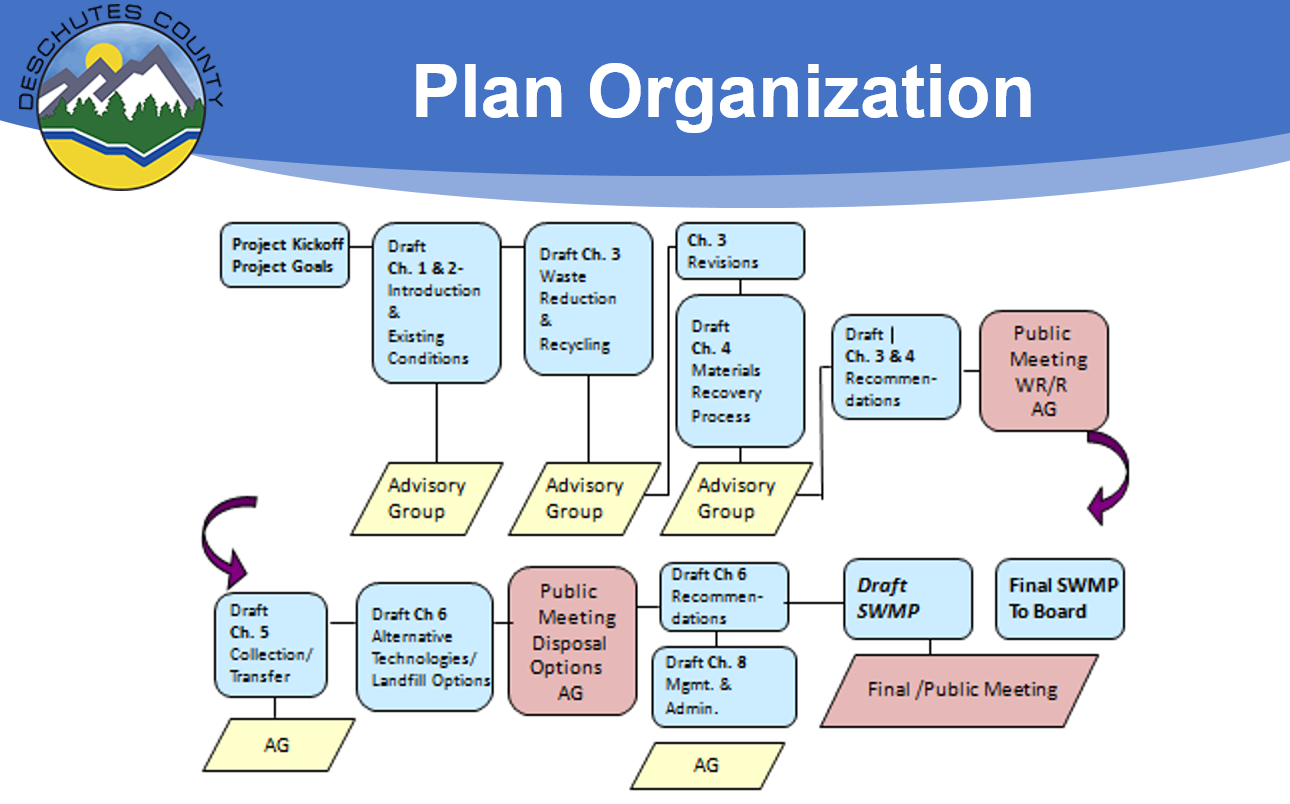 DESCHUTES COUNTY
Plan Organization
Project Kickoff
Project Goals
Draft
Ch. 1 & 2-
Introduction
&
Existing
Conditions
Draft Ch. 3
Waste
Reduction
&
Recycling
Ch. 3
Revisions
Draft
Ch. 4
Materials
Recovery
Process
Draft |
Ch. 3 & 4
Recommen-
dations
Public
Meeting
WR/R
AG
Advisory
Group
Advisory
Group
Advisory
Group
Draft
Ch. 5
Collection/
Transfer
Draft Ch 6
Alternative
Technologies/
Landfill Options
Public
Meeting
Disposal
Options
AG
Draft Ch 6
Recommen-
dations
Draft Ch. 8
Mgmt. &
Admin.
Draft
SWMP
Final SWMP
To Board
Final /Public Meeting
AG
AG